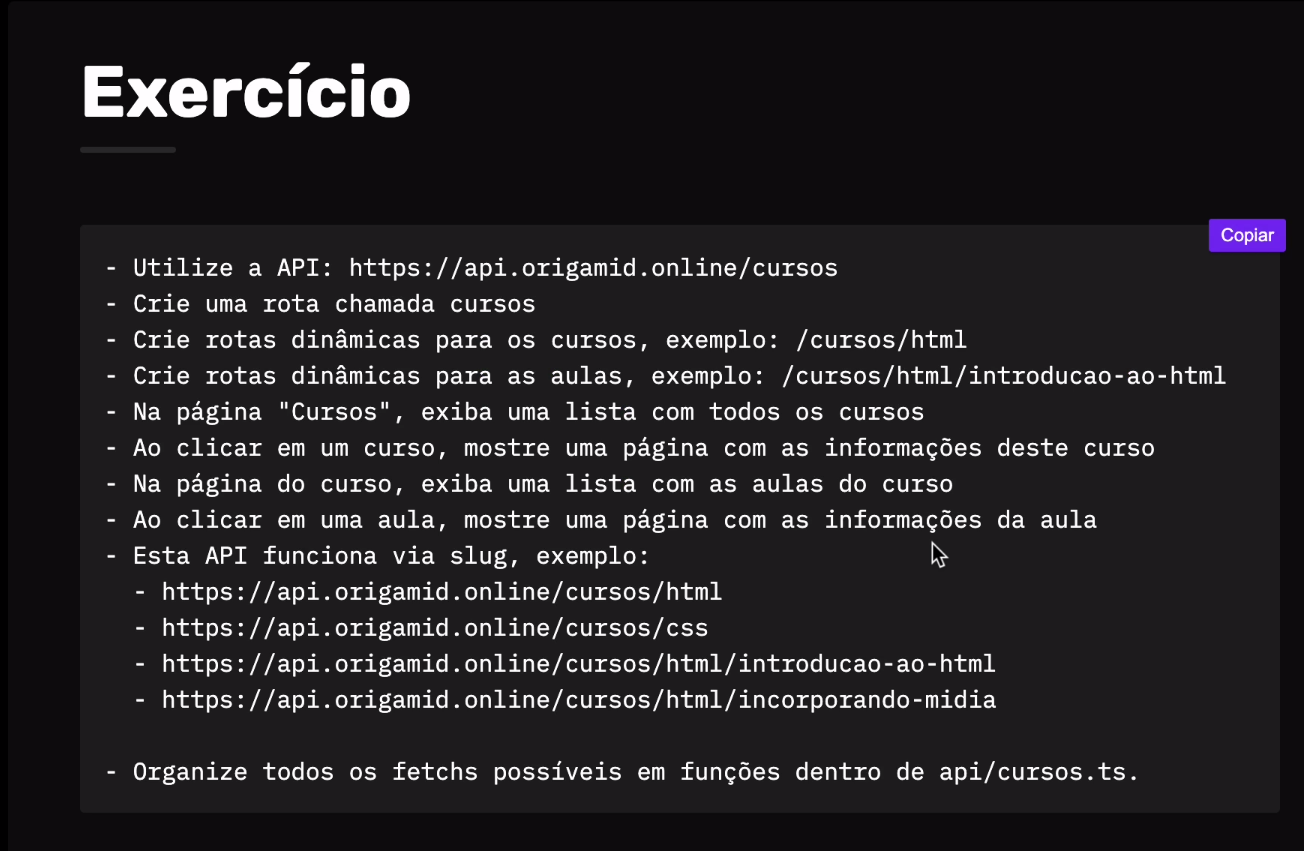 Exercício
Copiar
- Utilize a API: https://api.origamid.online/cursos
- Crie uma rota chamada cursos
- Crie rotas dinâmicas para os cursos, exemplo: /cursos/html
- Crie rotas dinâmicas para as aulas, exemplo: /cursos/html/introducao-ao-html
- Na página "Cursos", exiba uma lista com todos os cursos
- Ao clicar em um curso, mostre uma página com as informações deste curso
- Na página do curso, exiba uma lista com as aulas do curso
- Ao clicar em uma aula, mostre uma página com as informações da aula
- Esta API funciona via slug, exemplo:
  - https://api.origamid.online/cursos/html
  - https://api.origamid.online/cursos/css
  - https://api.origamid.online/cursos/html/introducao-ao-html
  - https://api.origamid.online/cursos/html/incorporando-midia
- Organize todos os fetchs possíveis em funções dentro de api/cursos.ts.